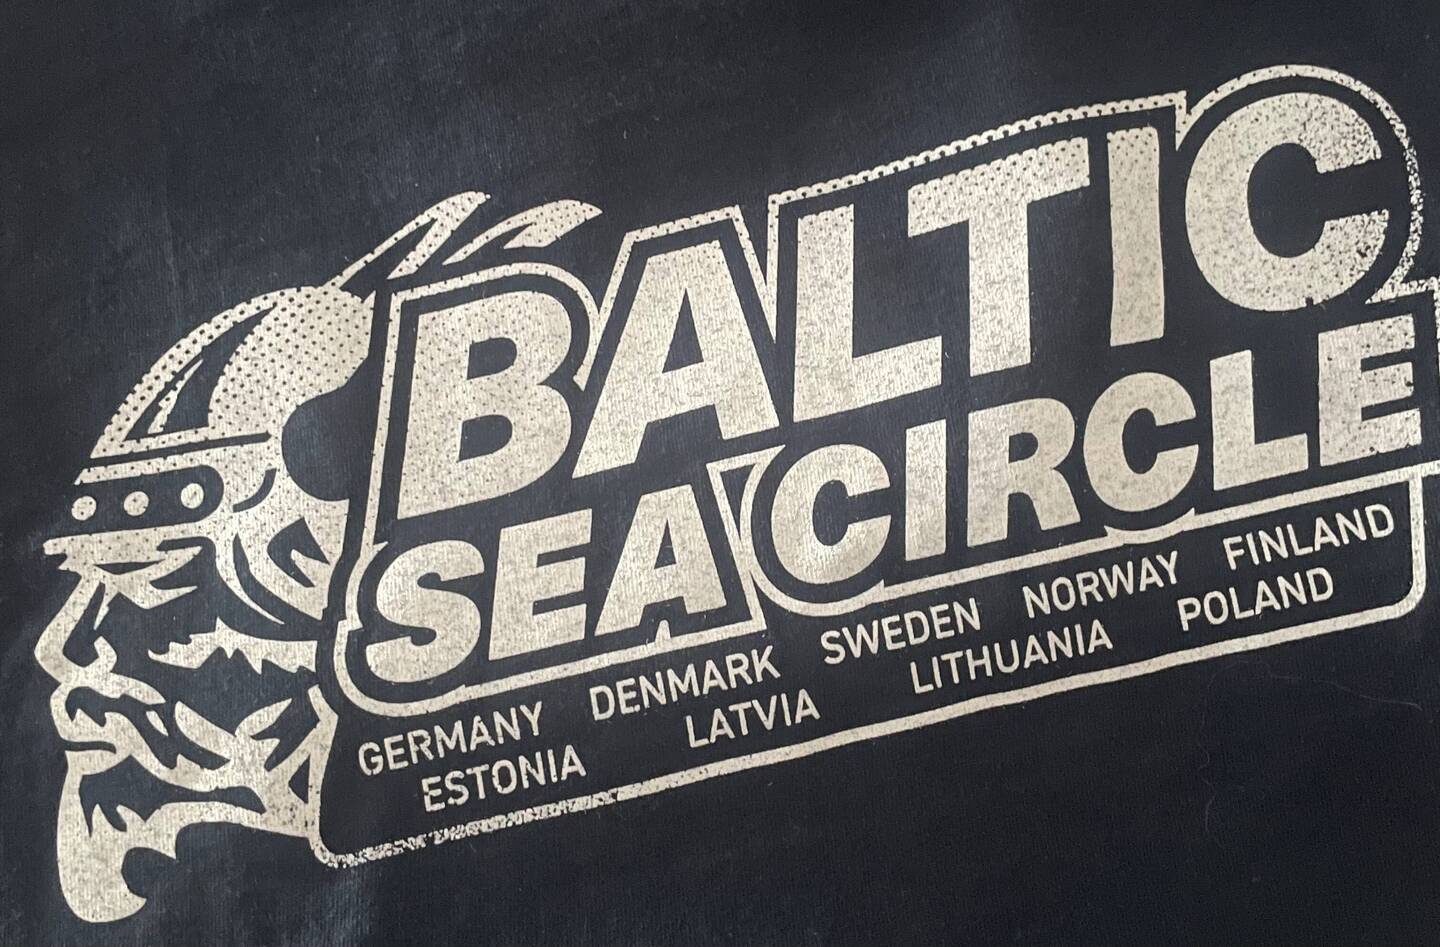 BALTIC
SEA CIRCLE
GERMANY DENMARK SWEDEN NORWAY FINLAND
ESTONIA LATVIA LITHUANIA POLAND